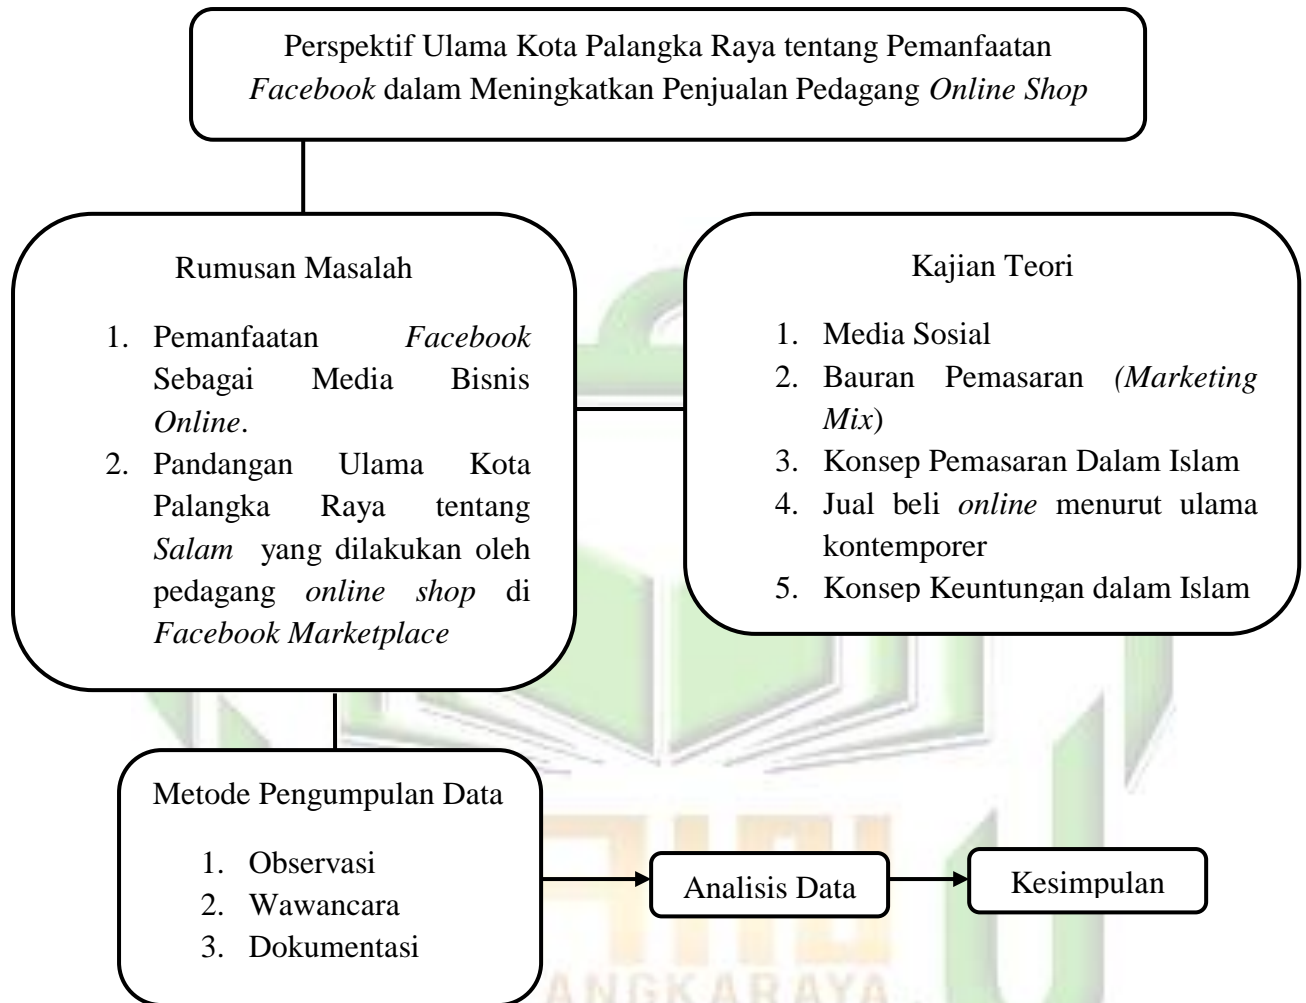 Perspektif Ulama Kota Palangka Raya tentang Pemanfaatan
Facebook dalam Meningkatkan Penjualan Pedagang Online Shop
Rumusan Masalah
1. Pemanfaatan Facebook
Sebagai Media Bisnis
Online.
2. Pandangan Ulama Kota
Palangka Raya tentang
Salam yang dilakukan oleh
pedagang online shop di
Facebook Marketplace
Kajian Teori
1. Media Sosial
2. Bauran Pemasaran (Marketing
Mix)
3. Konsep Pemasaran Dalam Islam
4. Jual beli online menurut ulama
kontemporer
5. Konsep Keuntungan dalam Islam
Metode Pengumpulan Data
1. Observasi
2. Wawancara
3. Dokumentasi
Analisis Data
Kesimpulan